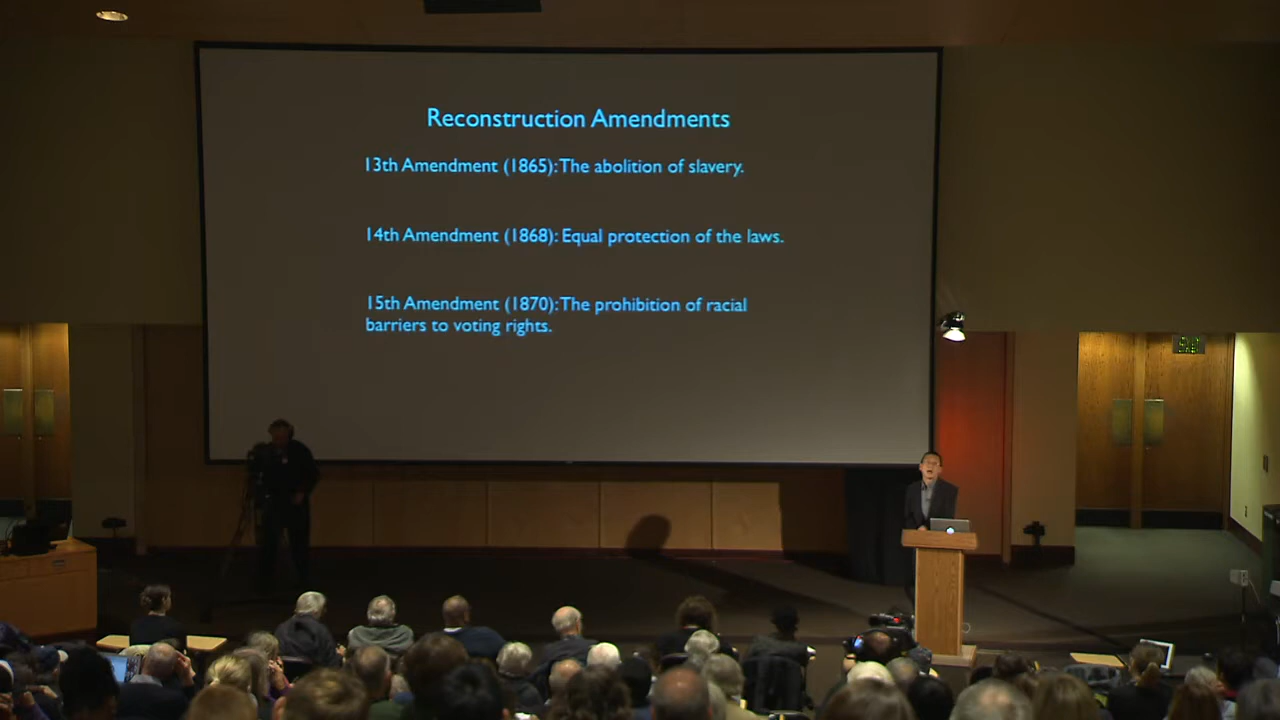 Reconstruction Amendments
13th Amendment (1865): The abolition of slavery.
14th Amendment (1868): Equal protection of the laws.
15th Amendment (1870): The prohibition of racial
barriers to voting rights.
EXIT